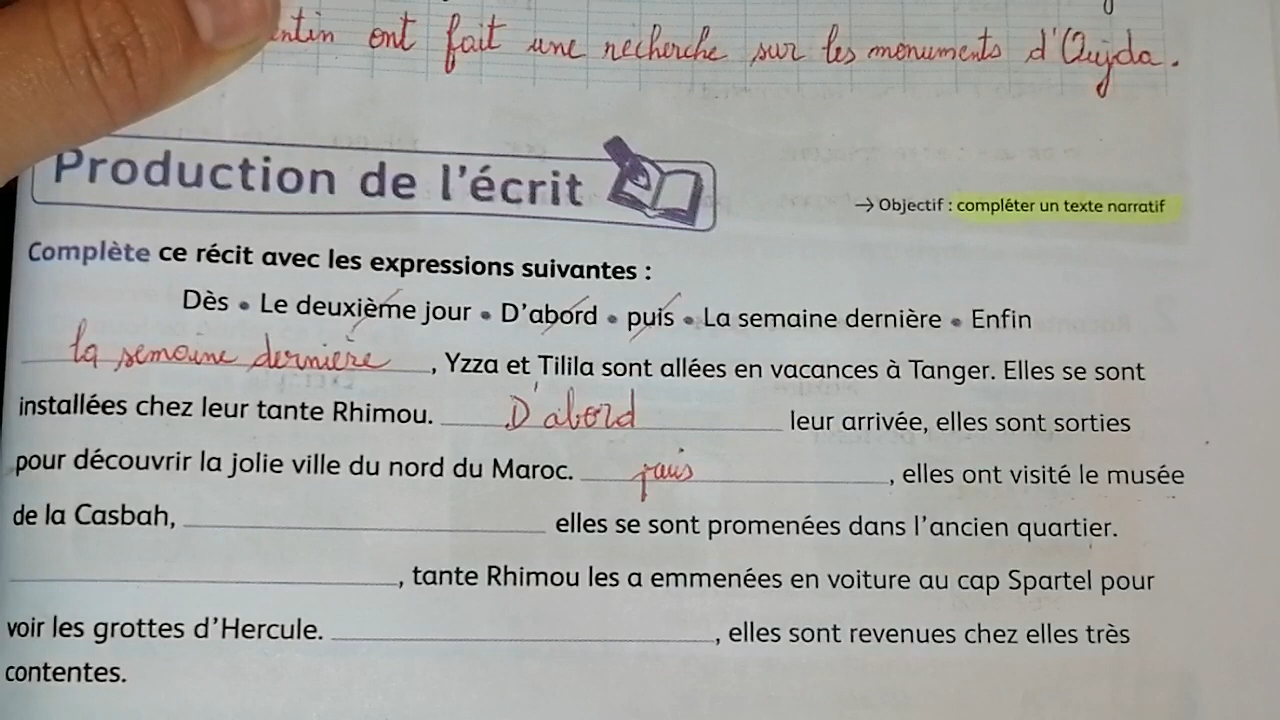 ont fait une recherche sur les monuments d'Oujda.
Production de l'écrit
→ Objectif : compléter un texte narratif
Complète ce récit avec les expressions suivantes :
Dès • Le deuxième jour • D'abord • puis • La semaine dernière • Enfin
la semaine dernière, Yzza et Tilila sont allées en vacances à Tanger. Elles se sont
installées chez leur tante Rhimou. D'abord leur arrivée, elles sont sorties
pour découvrir la jolie ville du nord du Maroc. puis, elles ont visité le musée
de la Casbah, elles se sont promenées dans l'ancien quartier.
, tante Rhimou les a emmenées en voiture au cap Spartel pour
voir les grottes d'Hercule. , elles sont revenues chez elles très
contentes.